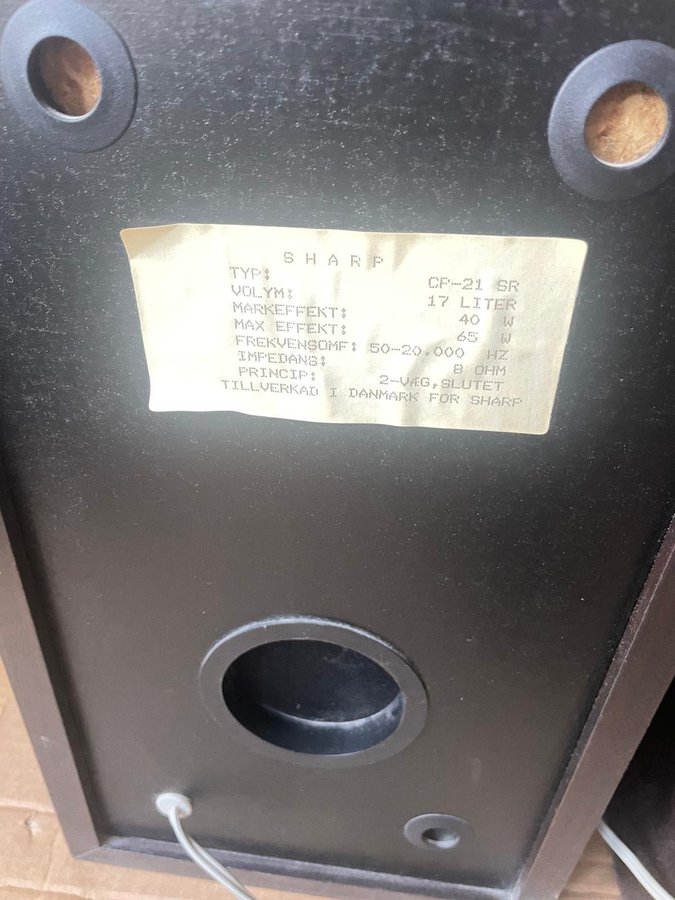 SHARP
TYP: CP-21 SR
VOLYM: 17 LITER
MARKEFFEKT: 40 W
MAX EFFEKT: 65 W
FREKVENSOMF: 50-20.000 HZ
IMPEDANS: 8 OHM
PRINCIP: 2-VÆG,SLUTET
TILLVERKAD I DANMARK FOR SHARP